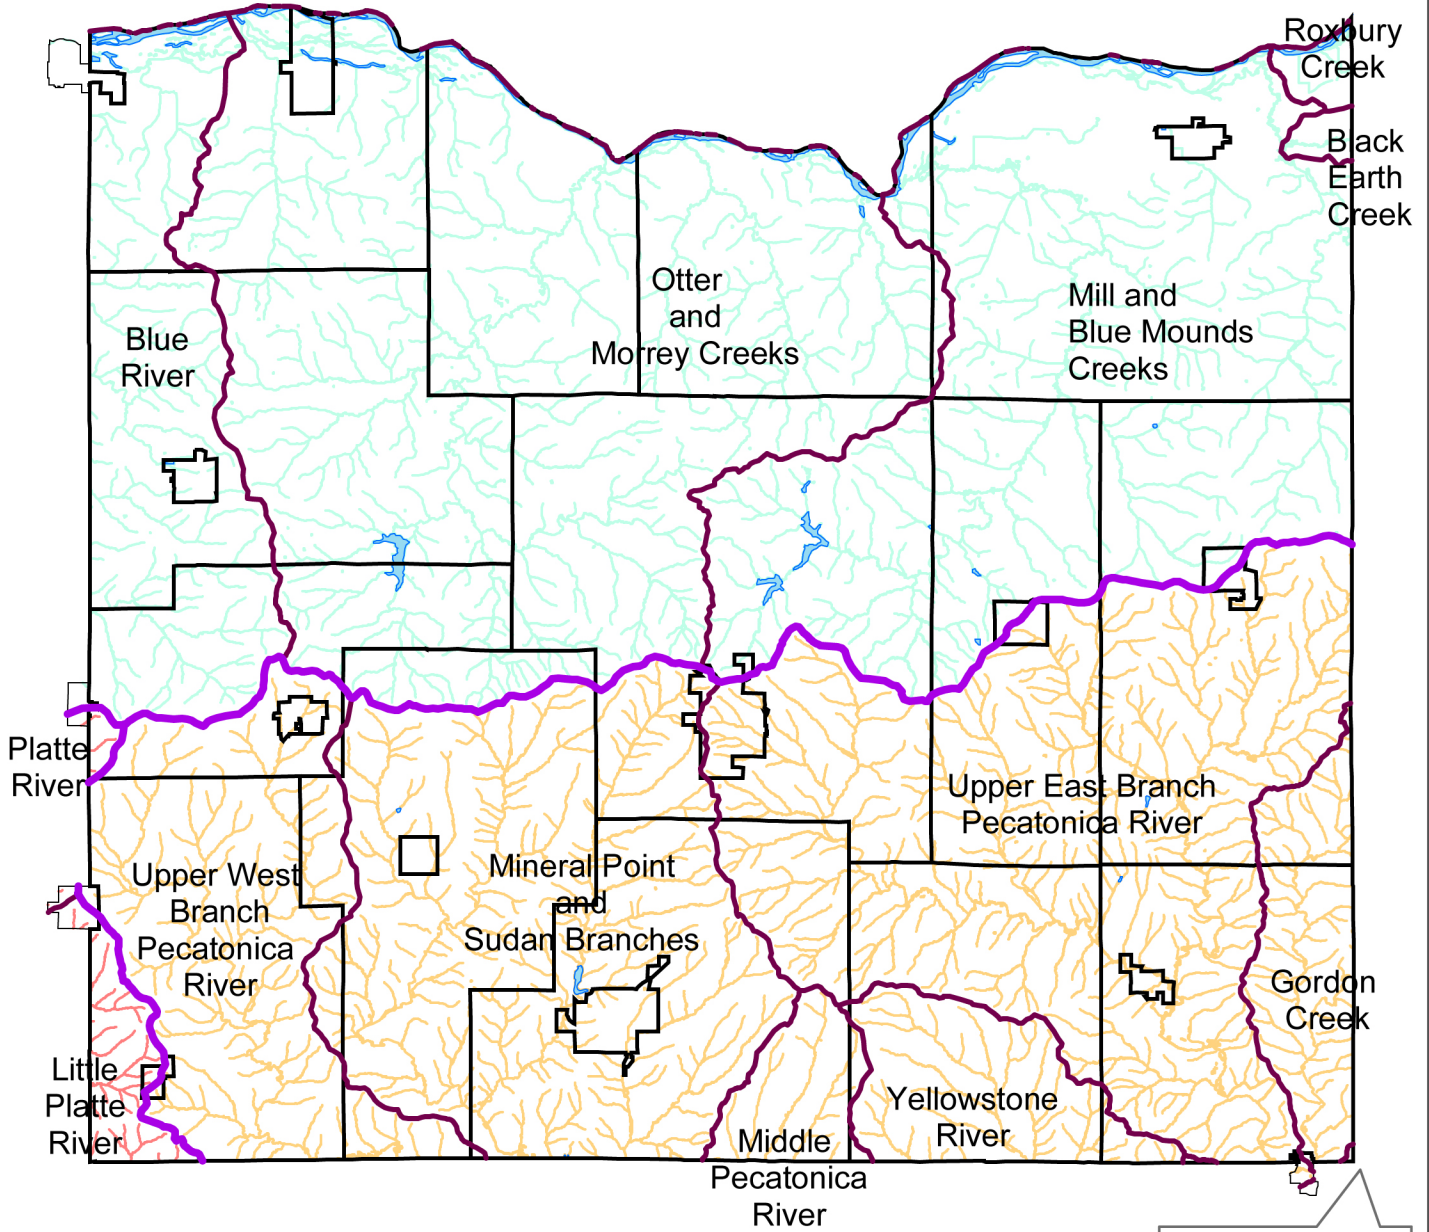 Roxbury
Creek
Black
Earth
Creek
Otter
and
Morrey Creeks
Mill and
Blue Mounds
Creeks
Blue
River
Platte
River
Upper East Branch
Pecatonica River
Upper West
Branch
Pecatonica
River
Mineral Point
and
Sudan Branches
Gordon
Creek
Little
Platte
River
Yellowstone
River
Middle
Pecatonica
River